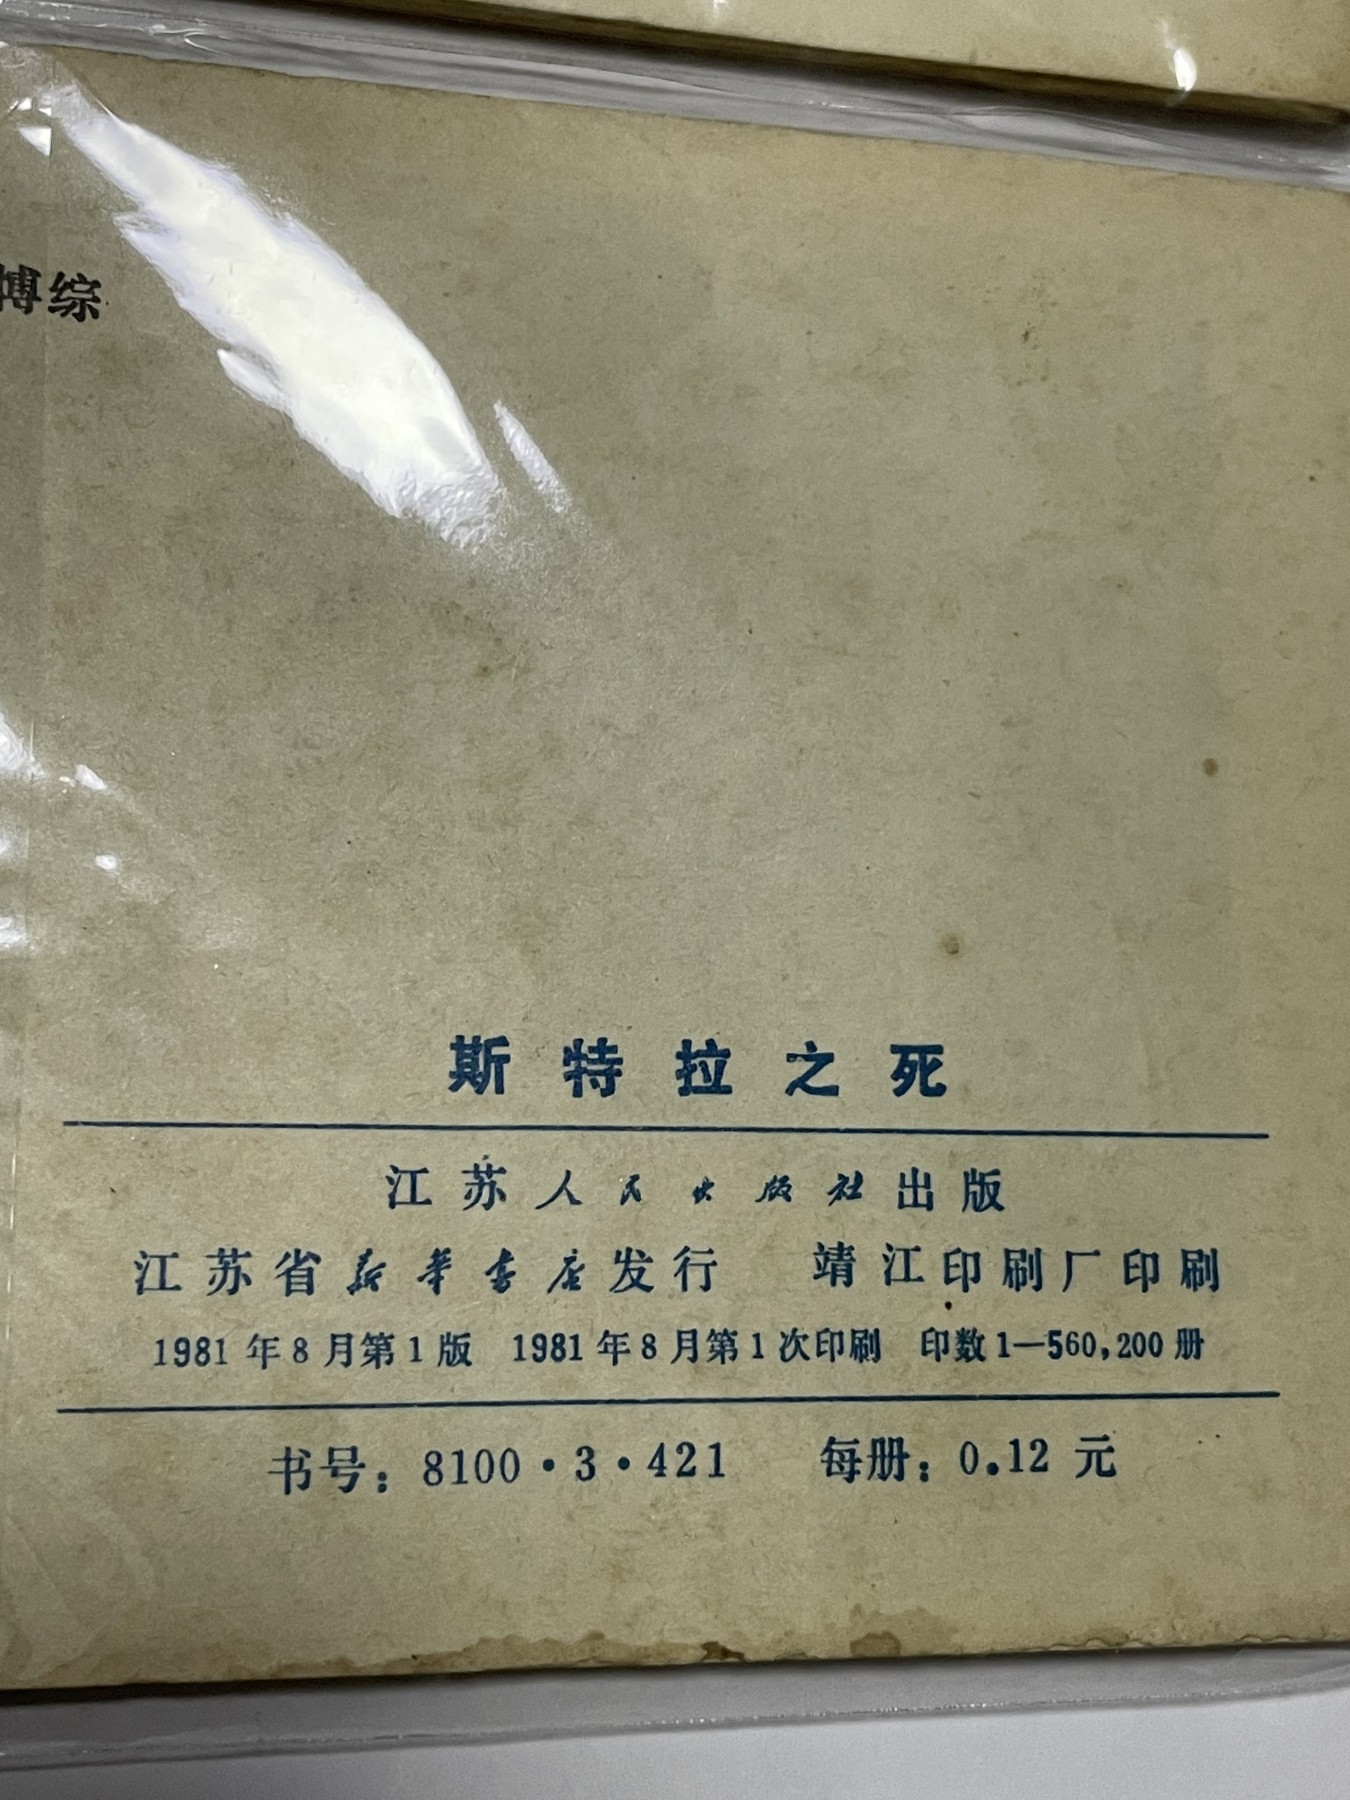 博综
斯特拉之死
江苏人民出版社出版
江苏省新华书店发行 靖江印刷厂印刷
1981年8月第1版 1981年8月第1次印刷 印数1—560,200册
书号：8100·3·421 每册：0.12元